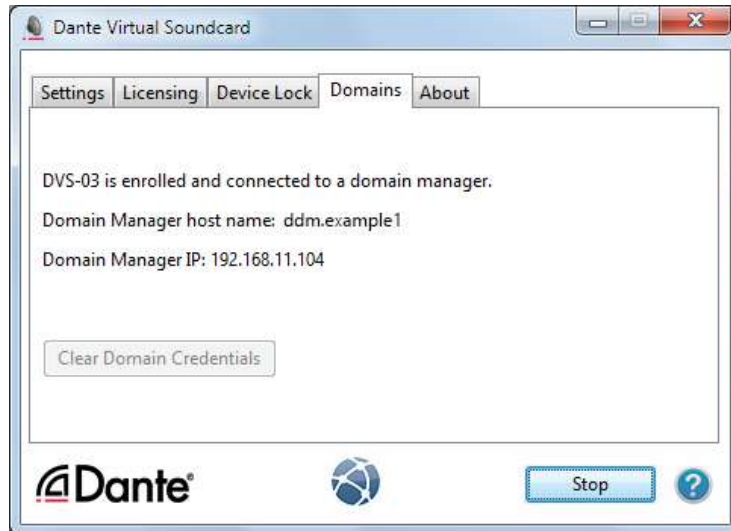 Dante Virtual Soundcard
Settings Licensing Device Lock Domains About
DVS-03 is enrolled and connected to a domain manager.
Domain Manager host name: ddm.example1
Domain Manager IP: 192.168.11.104
Clear Domain Credentials
Dante® Stop ?